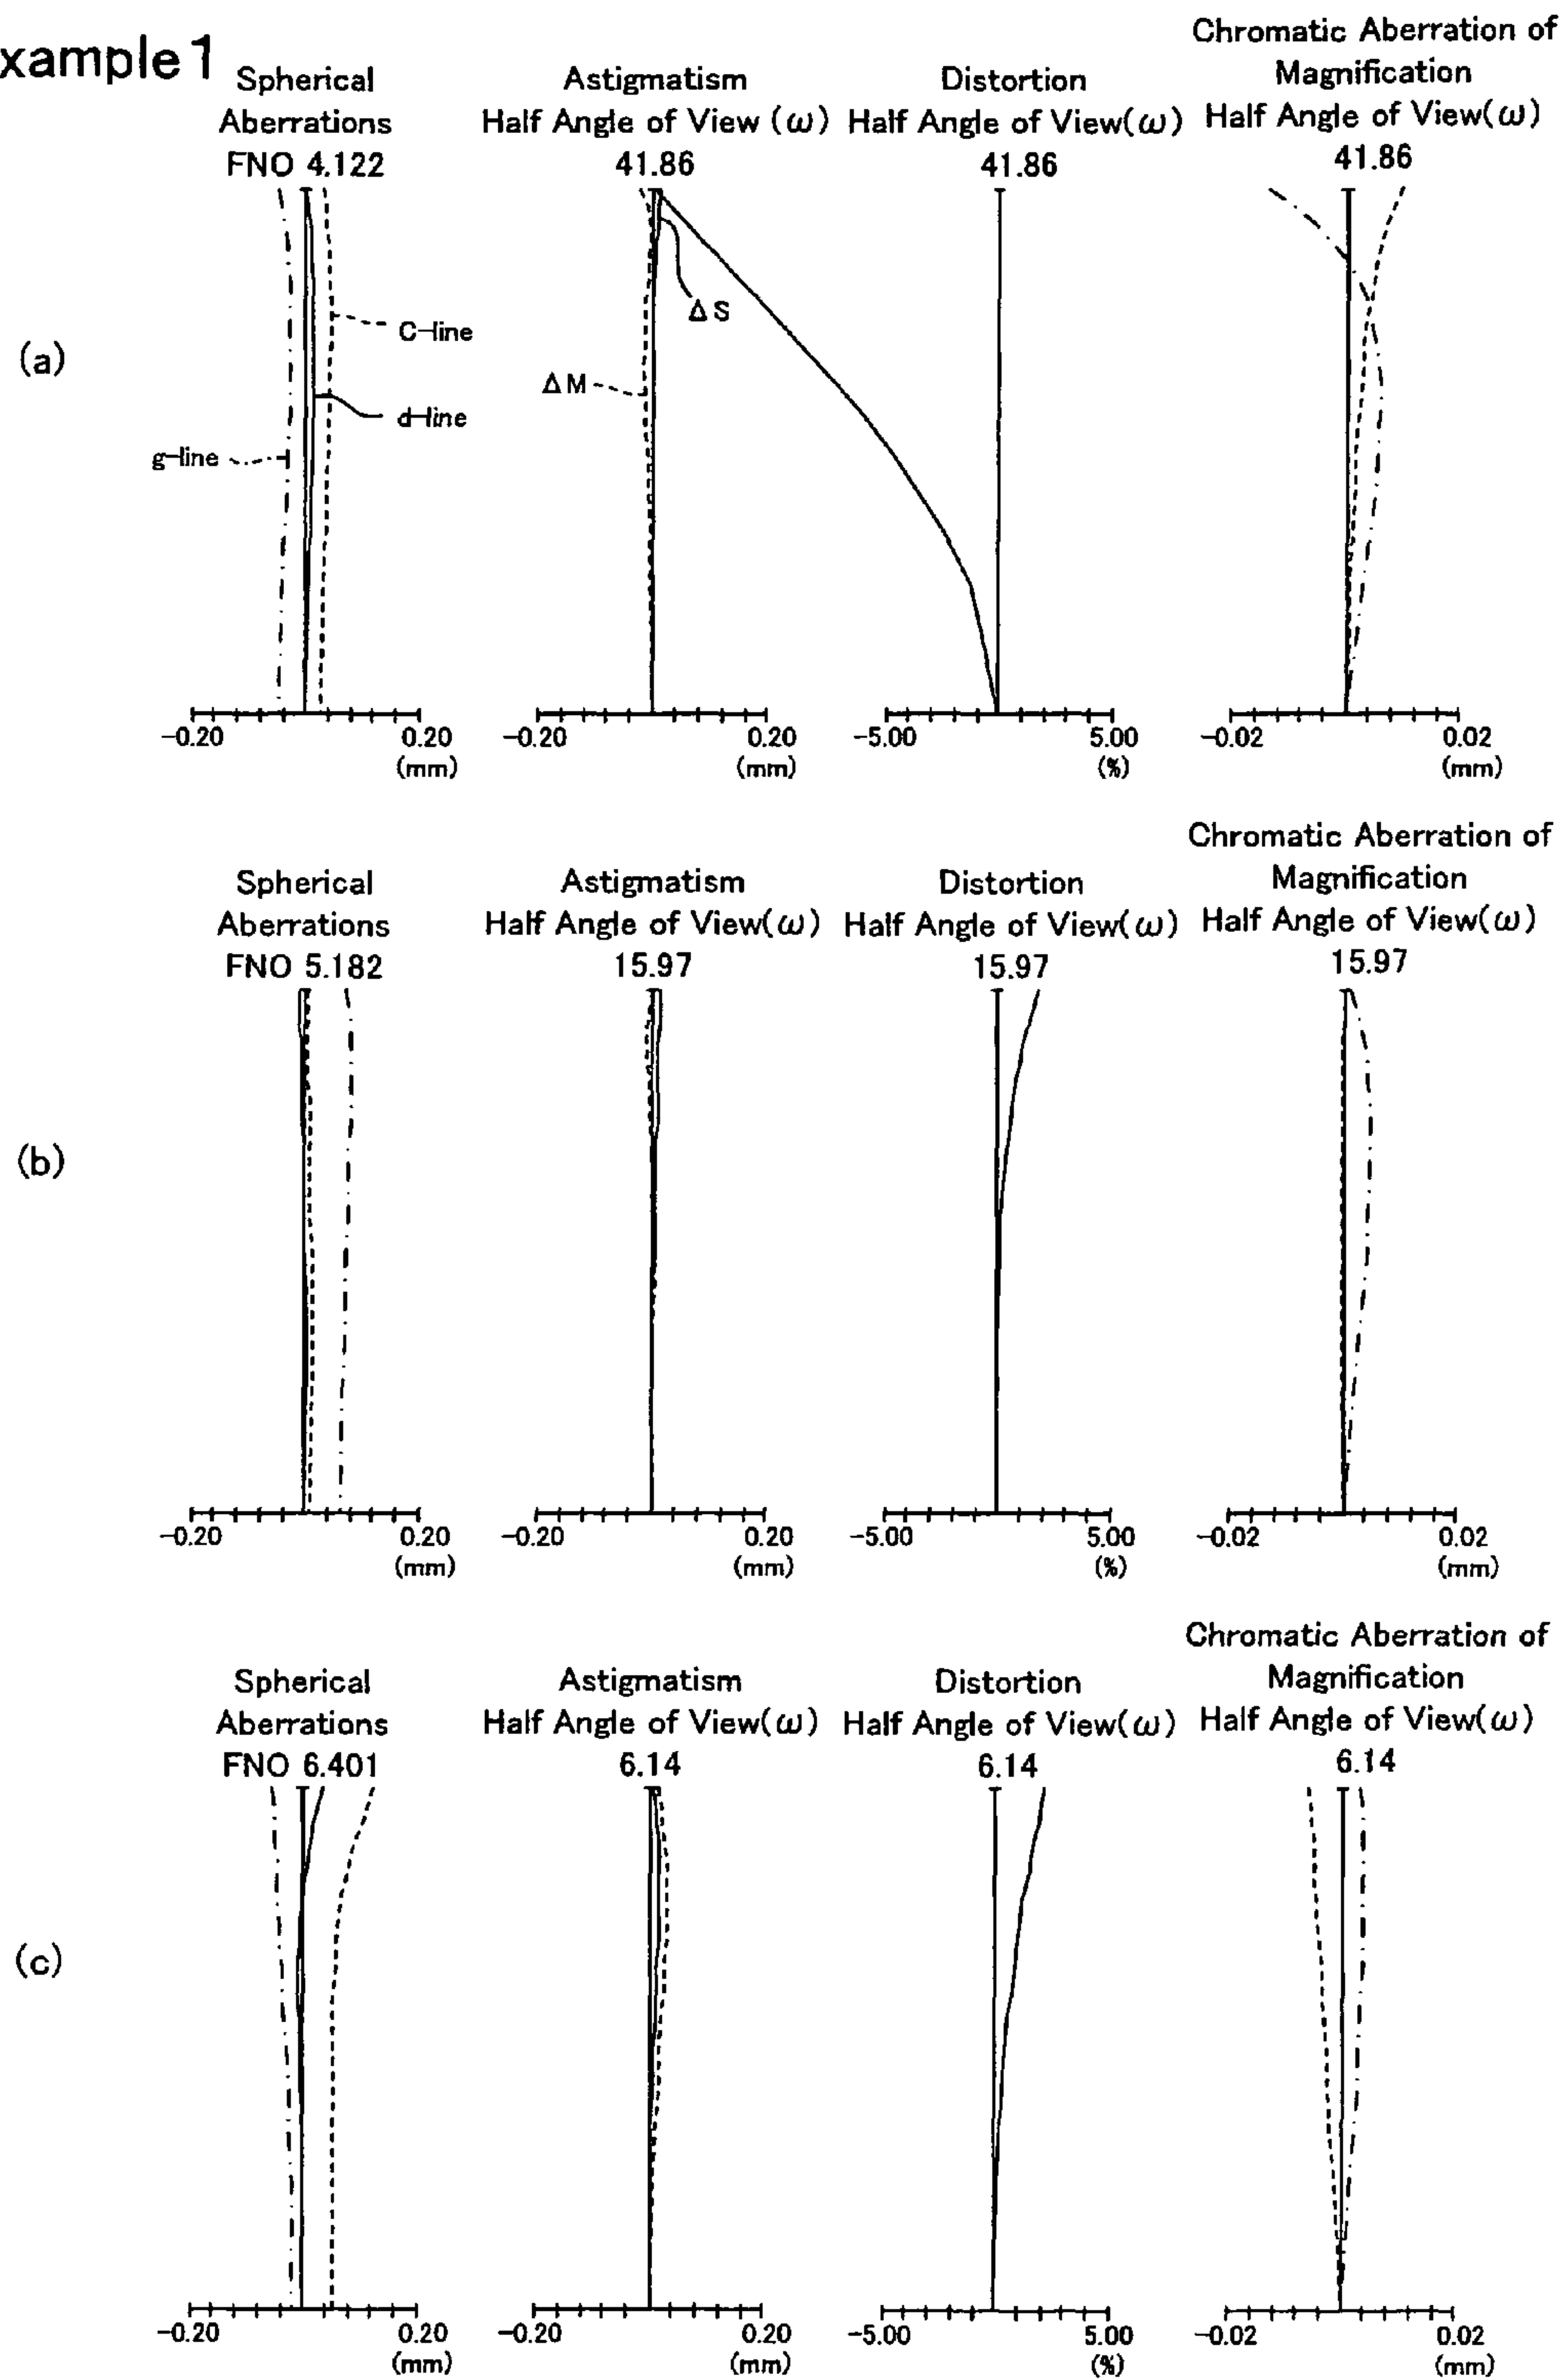 xample 1
Spherical
Aberrations
FNO 4.122
Astigmatism
Half Angle of View (ω)
41.86
Distortion
Half Angle of View(ω)
41.86
Chromatic Aberration of
Magnification
Half Angle of View(ω)
41.86
(a)
C-line
d-line
g-line
ΔS
ΔM
-0.20
0.20
(mm)
-0.20
0.20
(mm)
-5.00
5.00
(%)
-0.02
0.02
(mm)
Spherical
Aberrations
FNO 5.182
Astigmatism
Half Angle of View(ω)
15.97
Distortion
Half Angle of View(ω)
15.97
Chromatic Aberration of
Magnification
Half Angle of View(ω)
15.97
(b)
-0.20
0.20
(mm)
-0.20
0.20
(mm)
-5.00
5.00
(%)
-0.02
0.02
(mm)
Spherical
Aberrations
FNO 6.401
Astigmatism
Half Angle of View(ω)
6.14
Distortion
Half Angle of View(ω)
6.14
Chromatic Aberration of
Magnification
Half Angle of View(ω)
6.14
(c)
-0.20
0.20
(mm)
-0.20
0.20
(mm)
-5.00
5.00
(%)
-0.02
0.02
(mm)